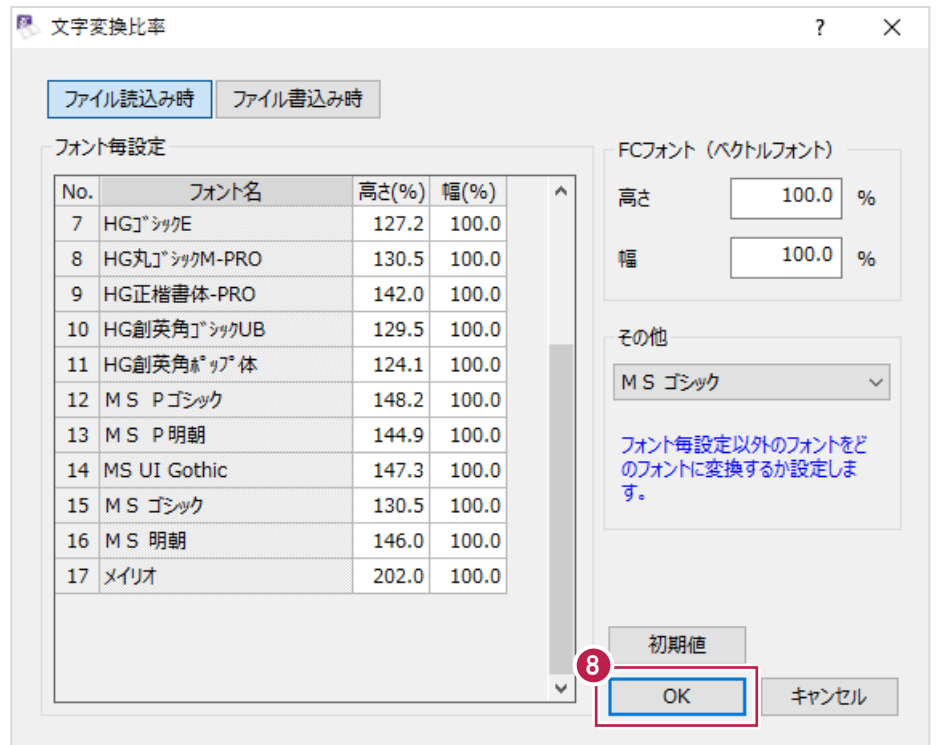 文字変換比率 ?
ファイル読込み時 ファイル書込み時
フォント毎設定
No. フォント名 高さ(%) 幅(%)
7 HGｺﾞｼｯｸE 127.2 100.0
8 HG丸ｺﾞｼｯｸM-PRO 130.5 100.0
9 HG正楷書体-PRO 142.0 100.0
10 HG創英角ｺﾞｼｯｸUB 129.5 100.0
11 HG創英角ﾎﾟｯﾌﾟ体 124.1 100.0
12 ＭＳ Ｐゴシック 148.2 100.0
13 ＭＳ Ｐ明朝 144.9 100.0
14 MS UI Gothic 147.3 100.0
15 ＭＳ ゴシック 130.5 100.0
16 ＭＳ 明朝 146.0 100.0
17 メイリオ 202.0 100.0
FCフォント（ベクトルフォント）
高さ 100.0 %
幅 100.0 %
その他
ＭＳ ゴシック
フォント毎設定以外のフォントをど
のフォントに変換するか設定しま
す。
初期値
8
OK キャンセル